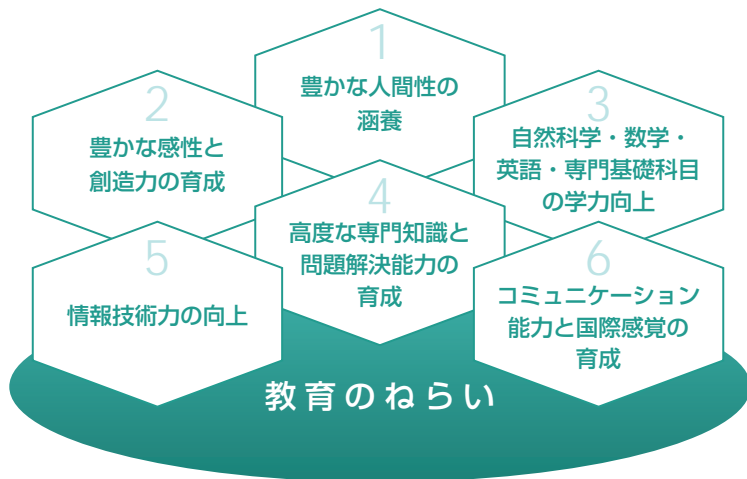 1
豊かな人間性の
涵養
2
豊かな感性と
創造力の育成
3
自然科学・数学・
英語・専門基礎科目
の学力向上
4
高度な専門知識と
問題解決能力の
育成
5
情報技術力の向上
6
コミュニケーション
能力と国際感覚の
育成
教育のねらい